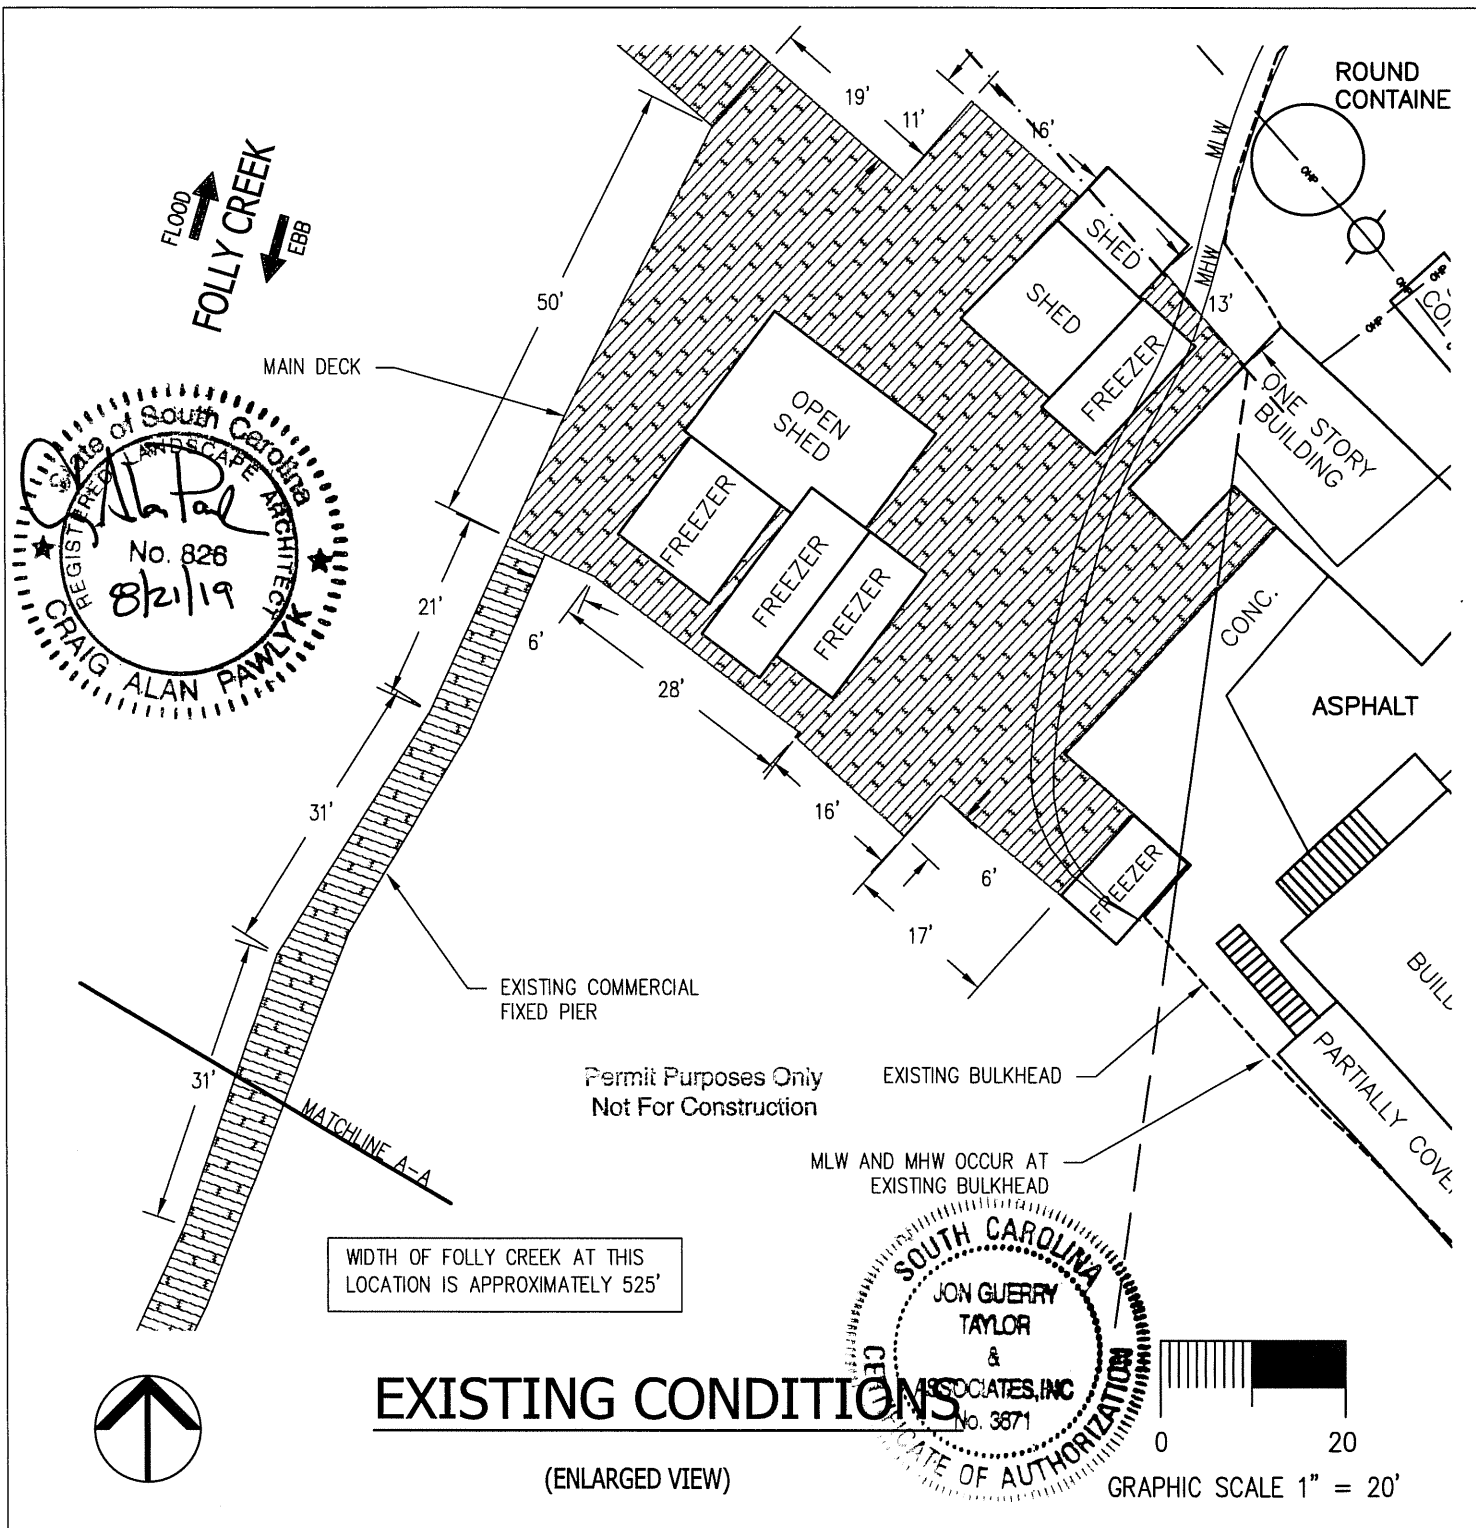 ROUND
CONTAINE
19'
11'
16'
MLW
OHP
FLOOD
FOLLY CREEK
EBB
SHED
MHW
OHP
OHP
SHED
13'
OHP
50'
MAIN DECK
FREEZER
OPEN
SHED
ONE STORY
BUILDING
State of South Carolina
REGISTERED LANDSCAPE ARCHITECT
No. 826
8/21/19
CRAIG ALAN PAWLYK
FREEZER
FREEZER
FREEZER
21'
6'
28'
CONC.
ASPHALT
31'
16'
6'
FREEZER
17'
EXISTING COMMERCIAL
FIXED PIER
BUILD
31'
MATCHLINE A-A
Permit Purposes Only
Not For Construction
EXISTING BULKHEAD
PARTIALLY COVE
MLW AND MHW OCCUR AT
EXISTING BULKHEAD
WIDTH OF FOLLY CREEK AT THIS
LOCATION IS APPROXIMATELY 525'
SOUTH CAROLINA
JON GUERRY
TAYLOR
&
ASSOCIATES, INC
No. 3871
CERTIFICATE OF AUTHORIZATION
EXISTING CONDITIONS
(ENLARGED VIEW)
0 20
GRAPHIC SCALE 1" = 20'